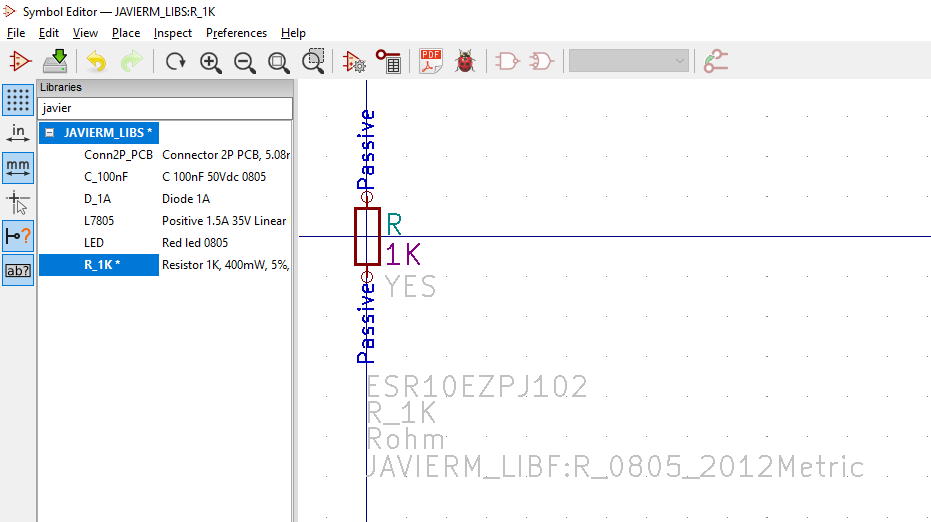 Symbol Editor — JAVIERM_LIBS:R_1K
File Edit View Place Inspect Preferences Help
PDF
Libraries
javier
in
mm
?
ab?
JAVIERM_LIBS *
Conn2P_PCB Connector 2P PCB, 5.08r
C_100nF C 100nF 50Vdc 0805
D_1A Diode 1A
L7805 Positive 1.5A 35V Linear
LED Red led 0805
R_1K * Resistor 1K, 400mW, 5%,
Passive
R
1K
YES
Passive
ESR10EZPJ102
R_1K
Rohm
JAVIERM_LIBF:R_0805_2012Metric